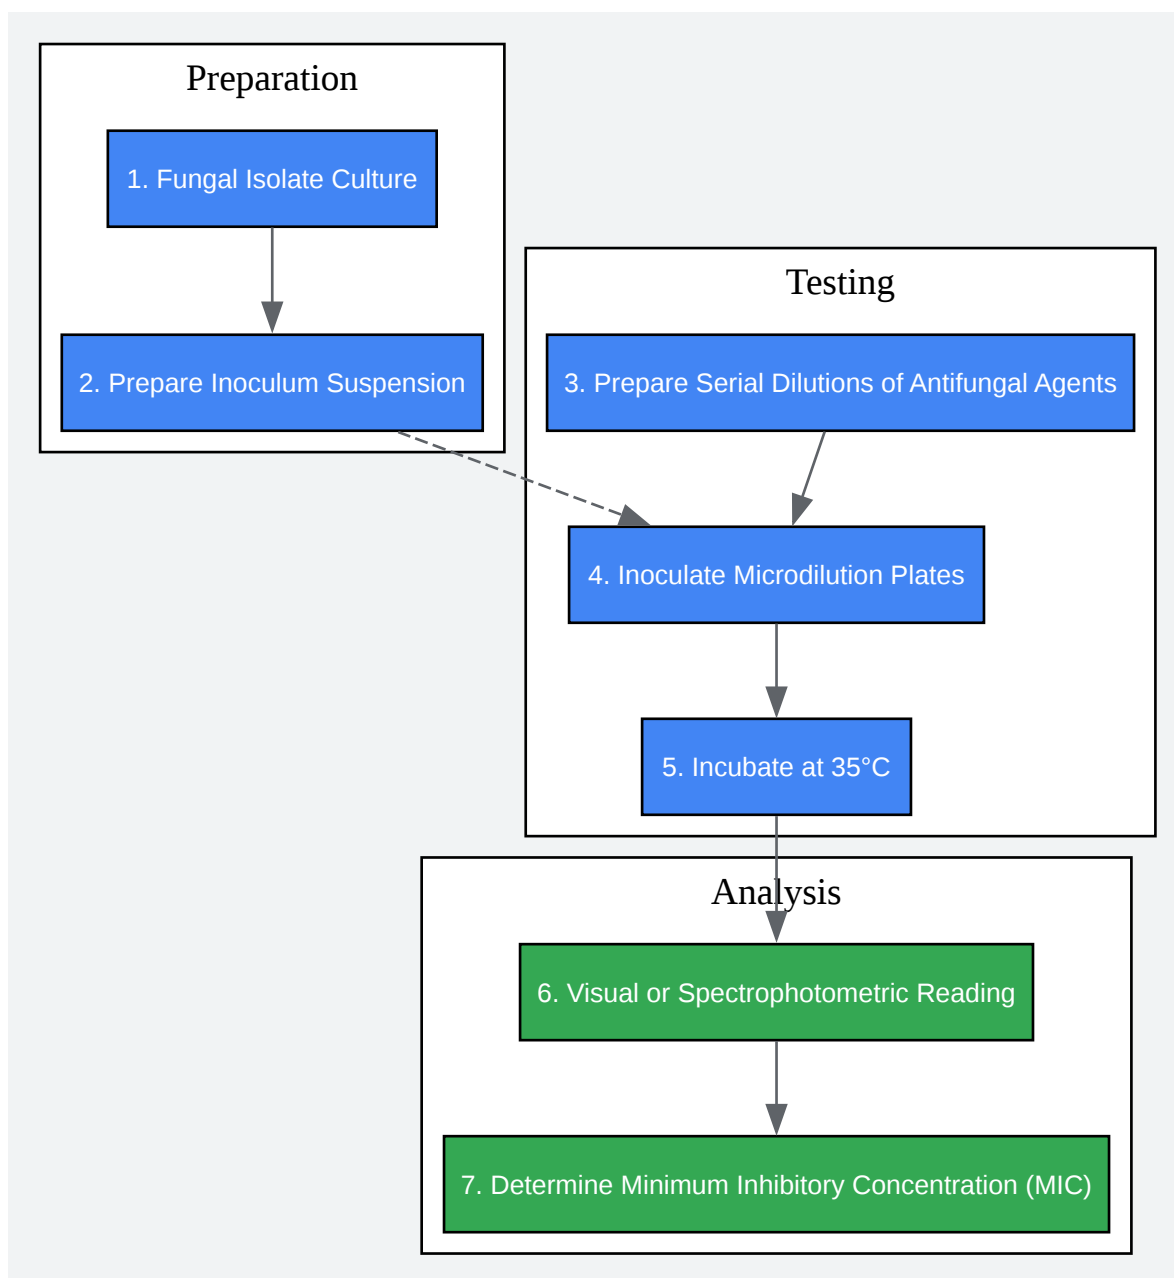 Preparation
1. Fungal Isolate Culture
2. Prepare Inoculum Suspension
Testing
3. Prepare Serial Dilutions of Antifungal Agents
4. Inoculate Microdilution Plates
5. Incubate at 35°C
Analysis
6. Visual or Spectrophotometric Reading
7. Determine Minimum Inhibitory Concentration (MIC)